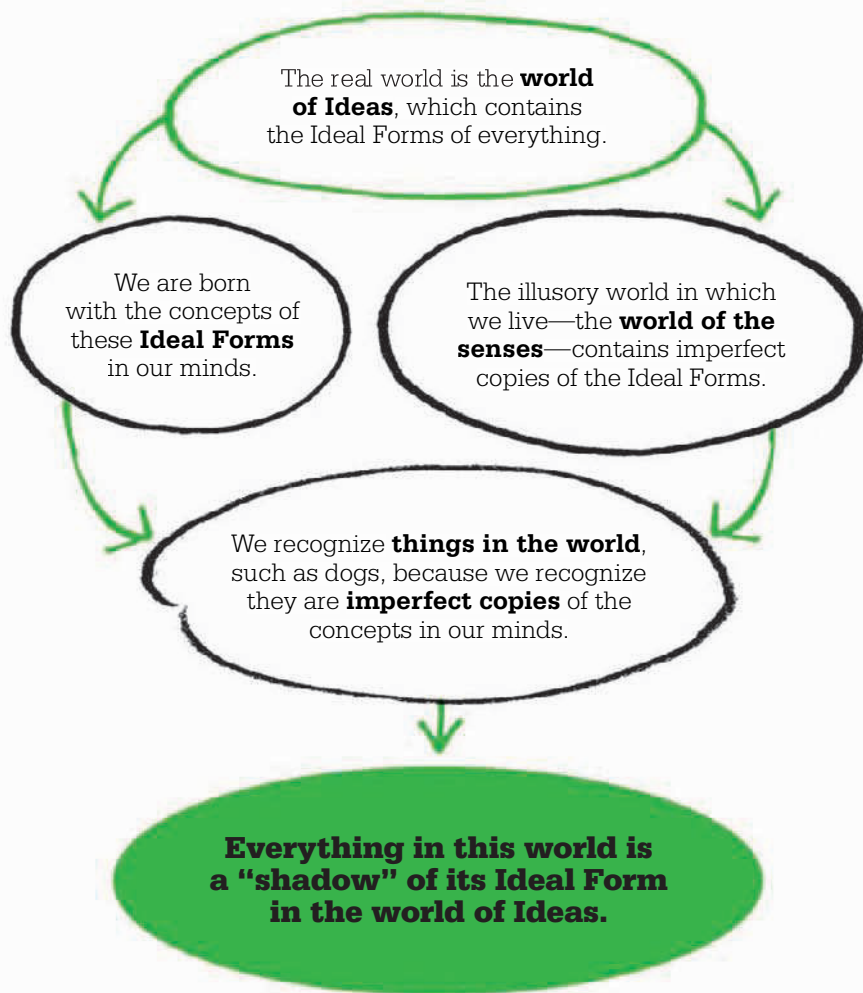 The real world is the world
of Ideas, which contains
the Ideal Forms of everything.
We are born
with the concepts of
these Ideal Forms
in our minds.
The illusory world in which
we live—the world of the
senses—contains imperfect
copies of the Ideal Forms.
We recognize things in the world,
such as dogs, because we recognize
they are imperfect copies of the
concepts in our minds.
Everything in this world is
a “shadow” of its Ideal Form
in the world of Ideas.